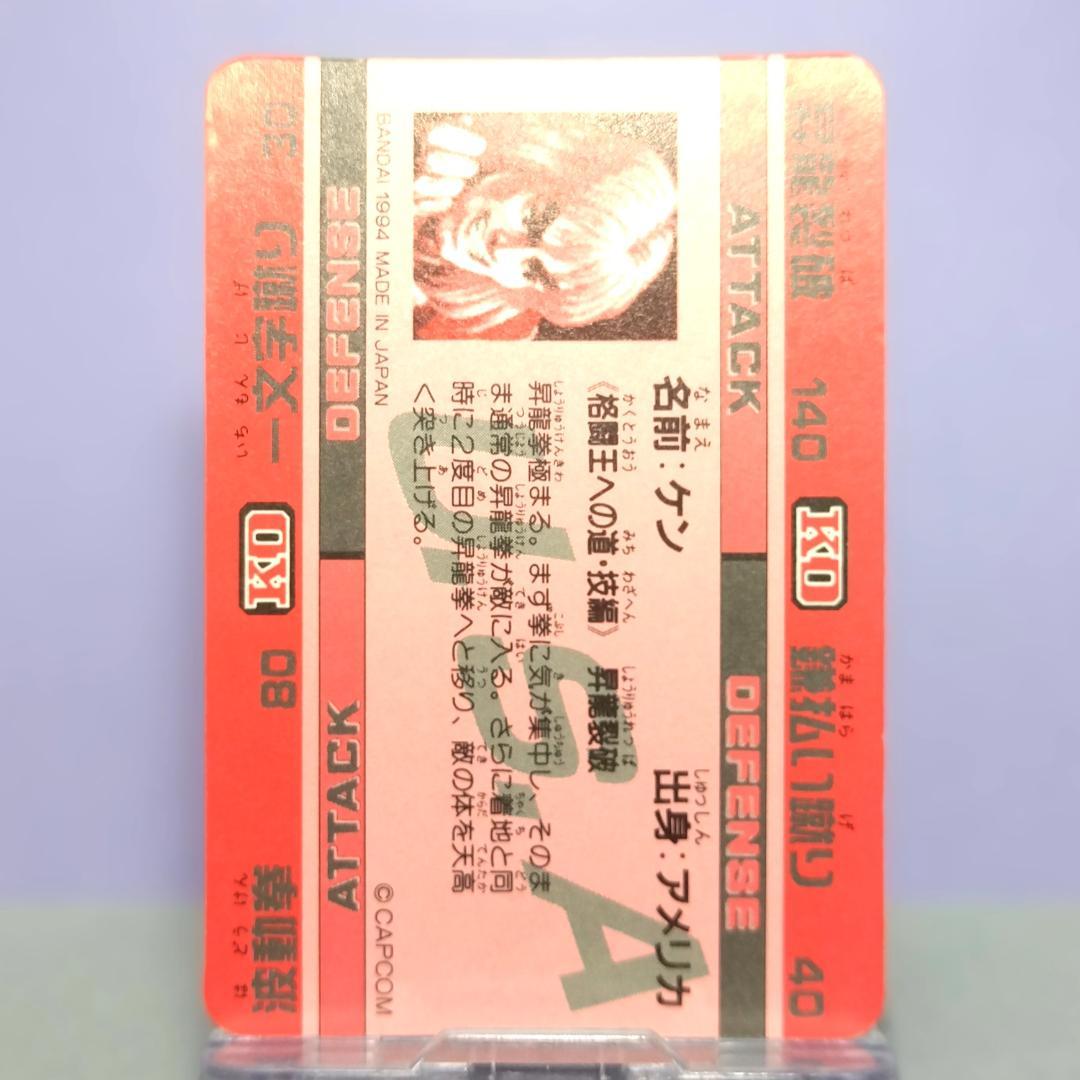 昇龍裂破 140 KO 鎌払い蹴り 40
ATTACK DEFENSE
名前：ケン 出身：アメリカ
《格闘王への道・技編》 昇龍裂破
昇龍拳極まる。まず拳に気が集中し、そのま
ま通常の昇龍拳が敵に入る。さらに着地と同
時に2度目の昇龍拳へと移り、敵の体を天高
く突き上げる。
U.S.A
BANDAI 1994 MADE IN JAPAN ©CAPCOM
DEFENSE ATTACK
30 一文字蹴り KO 80 波動拳